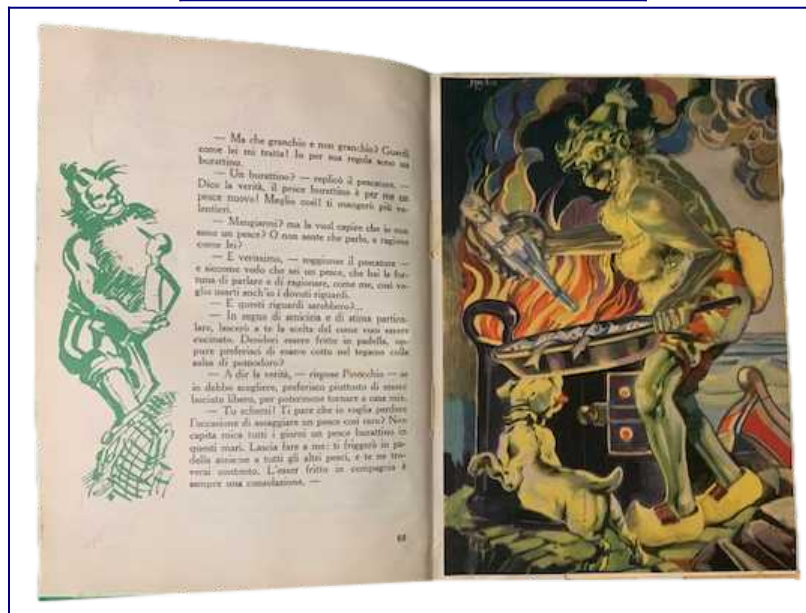 — Ma che granchio e non granchio? Guardi
come lei mi tratta! Io per sua regola sono un
burattino.
— Un burattino? — replicò il pescatore. —
Dico la verità, il pesce burattino è per me un
pesce nuovo! Meglio così! ti mangerò più vo-
lentieri.
— Mangiarmi? ma la vuol capire che io non
sono un pesce? O non sente che parlo, e ragiono
come lei?
— È verissimo, — soggiunse il pescatore —
e siccome vedo che sei un pesce, che hai la for-
tuna di parlare e di ragionare, come me, così vo-
glio usarti anch'io i dovuti riguardi.
— E questi riguardi sarebbero?...
— In segno di amicizia e di stima partico-
lare, lascerò a te la scelta del come vuoi essere
cucinato. Desideri essere fritto in padella, op-
pure preferisci di essere cotto nel tegame colla
salsa di pomodoro?
— A dir la verità, — rispose Pinocchio — se
io debbo scegliere, preferisco piuttosto di essere
lasciato libero, per potermene tornare a casa mia.
— Tu scherzi! Ti pare che io voglia perdere
l'occasione di assaggiare un pesce così raro? Non
capita mica tutti i giorni un pesce burattino in
questi mari. Lascia fare a me: ti friggerò in pa-
della assieme a tutti gli altri pesci, e te ne tro-
verai contento. L'esser fritto in compagnia è
sempre una consolazione. —